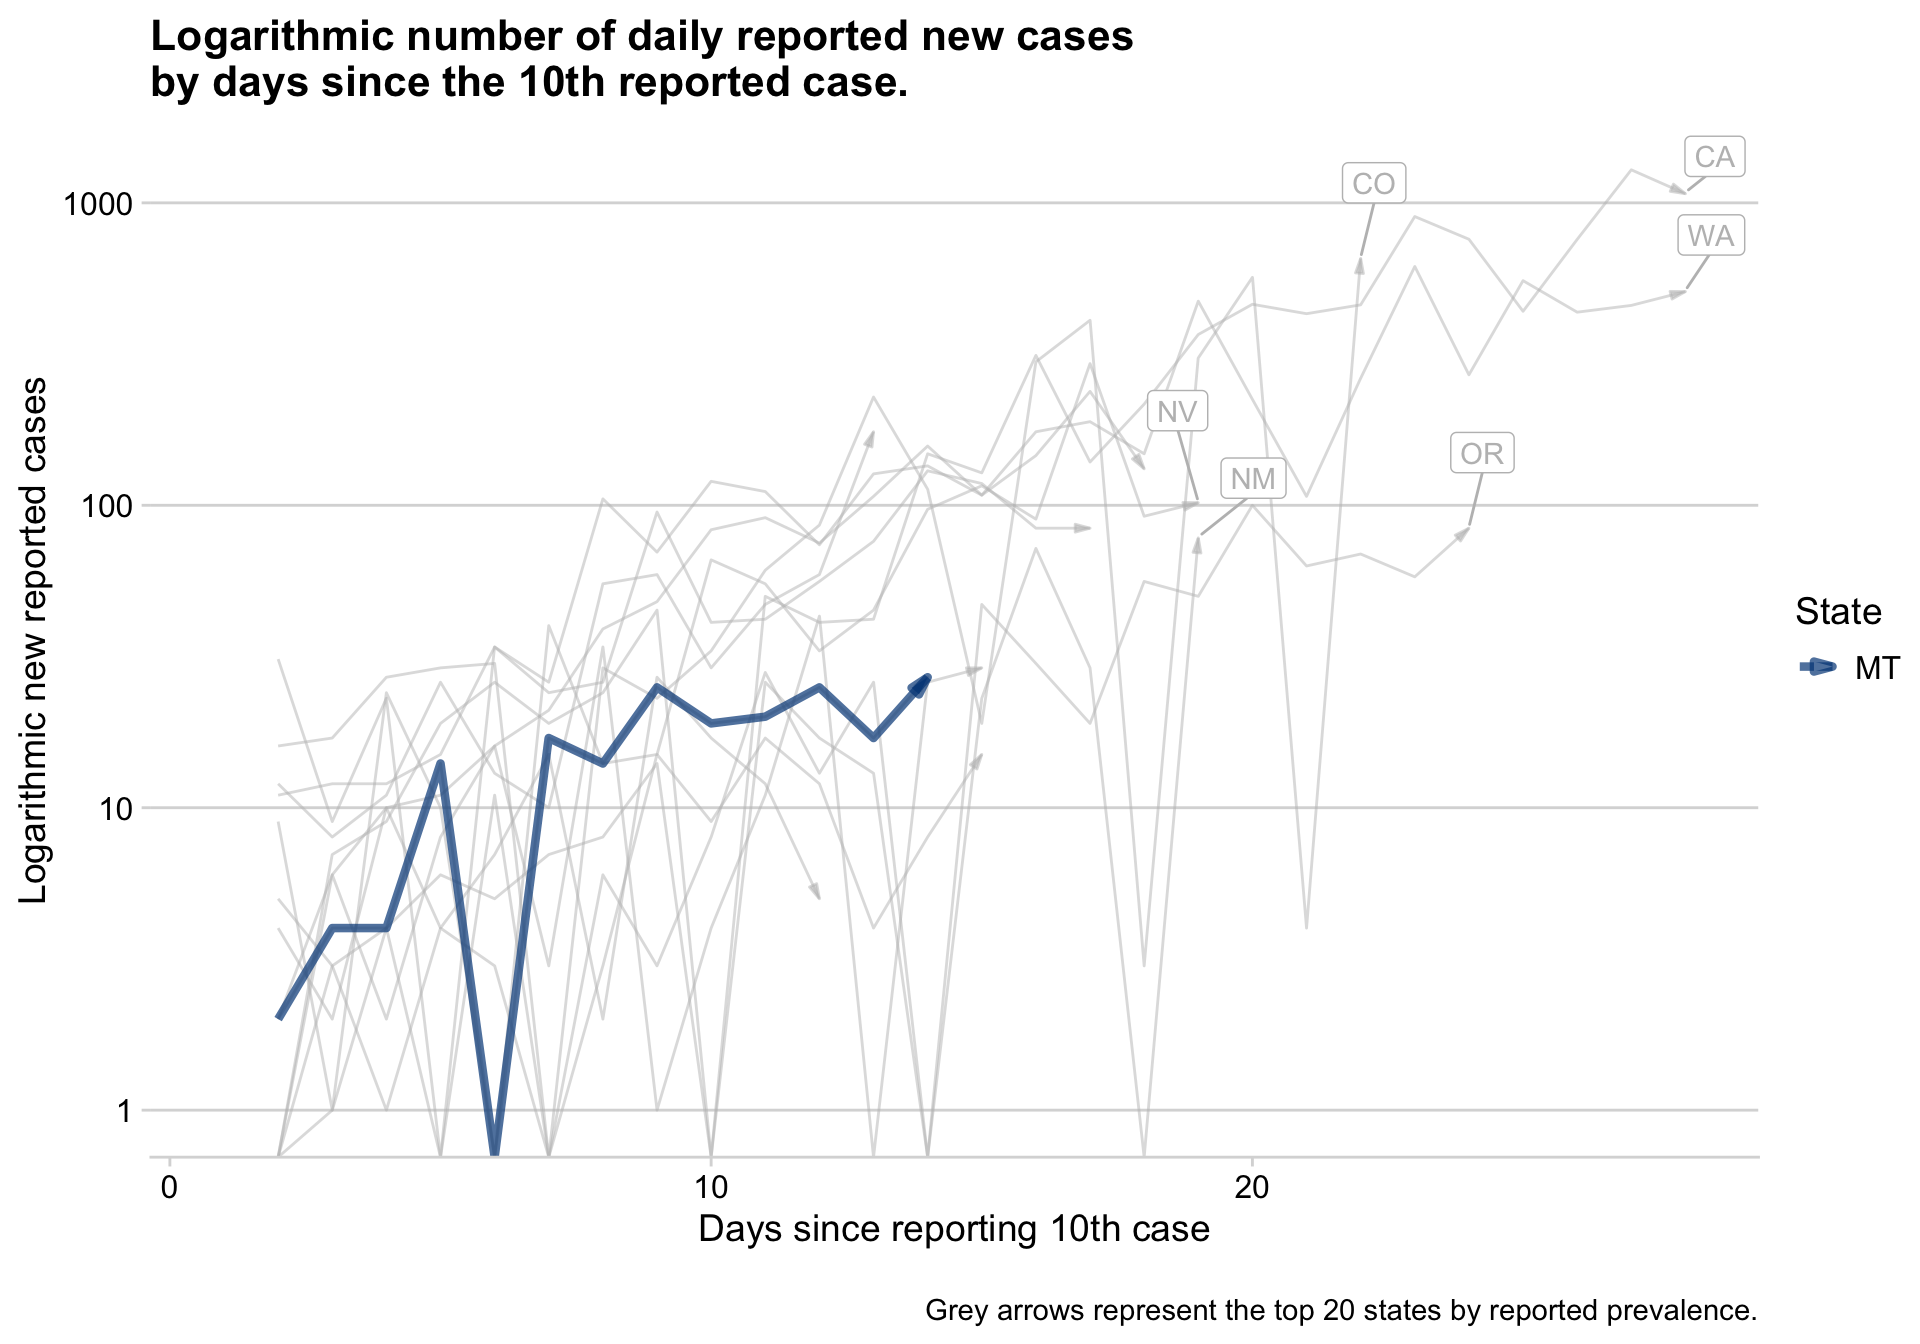 Logarithmic number of daily reported new cases
by days since the 10th reported case.
Logarithmic new reported cases
1000
100
10
1
CA
CO
WA
NV
NM
OR
State
MT
0
10
20
Days since reporting 10th case
Grey arrows represent the top 20 states by reported prevalence.